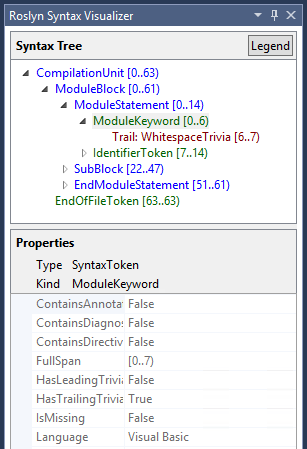 Roslyn Syntax Visualizer
Syntax Tree
Legend
CompilationUnit [0..63)
ModuleBlock [0..61)
ModuleStatement [0..14)
ModuleKeyword [0..6)
Trail: WhitespaceTrivia [6..7)
IdentifierToken [7..14)
SubBlock [22..47)
EndModuleStatement [51..61)
EndOfFileToken [63..63)
Properties
Type SyntaxToken
Kind ModuleKeyword
ContainsAnnotat False
ContainsDiagnos False
ContainsDirectiv False
FullSpan [0..7)
HasLeadingTrivia False
HasTrailingTrivia True
IsMissing False
Language Visual Basic